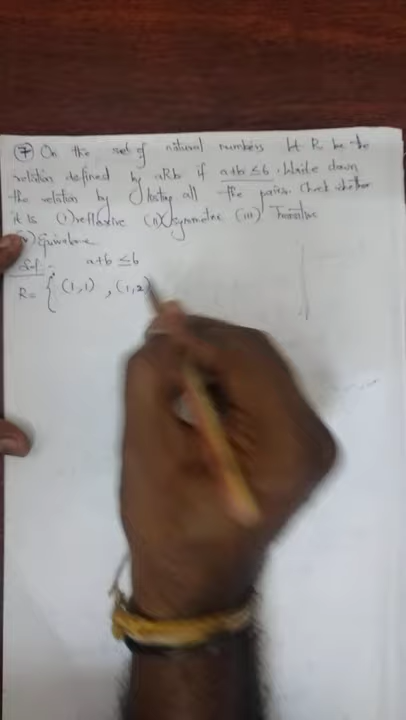 ⑦ On the set of natural numbers let R be the
relation defined by aRb if a+b ≤ 6. Write down
the relation by listing all the pairs. Check whether
it is (i) reflexive (ii) symmetric (iii) Transitive
) Equivalence
Sol:- a+b ≤ 6
R = { (1,1) , (1,2)